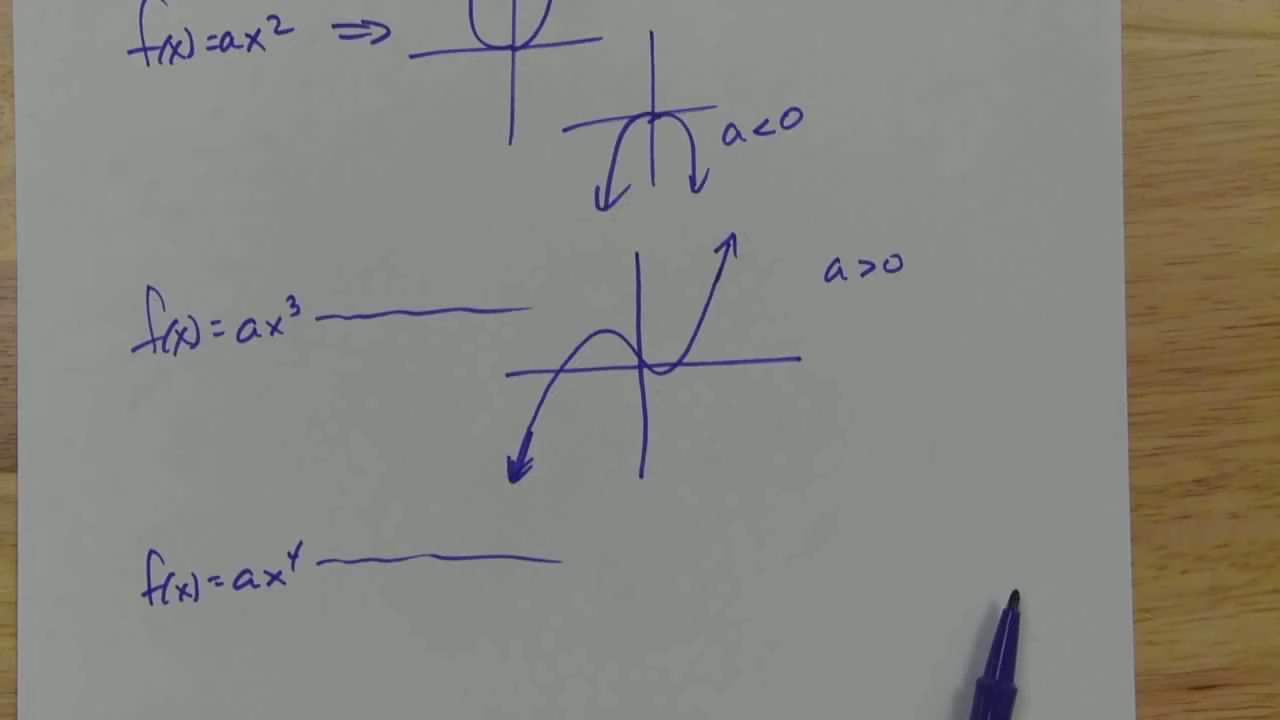 f(x)=ax² ⇒
a<0
a>0
f(x)=ax³
f(x)=ax⁴